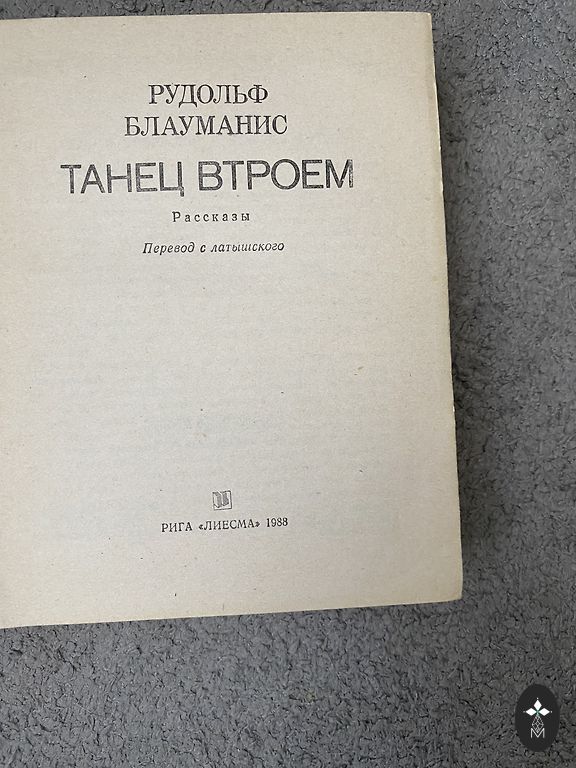 РУДОЛЬФ
БЛАУМАНИС
ТАНЕЦ ВТРОЕМ
Рассказы
Перевод с латышского
РИГА «ЛИЕСМА» 1988
M